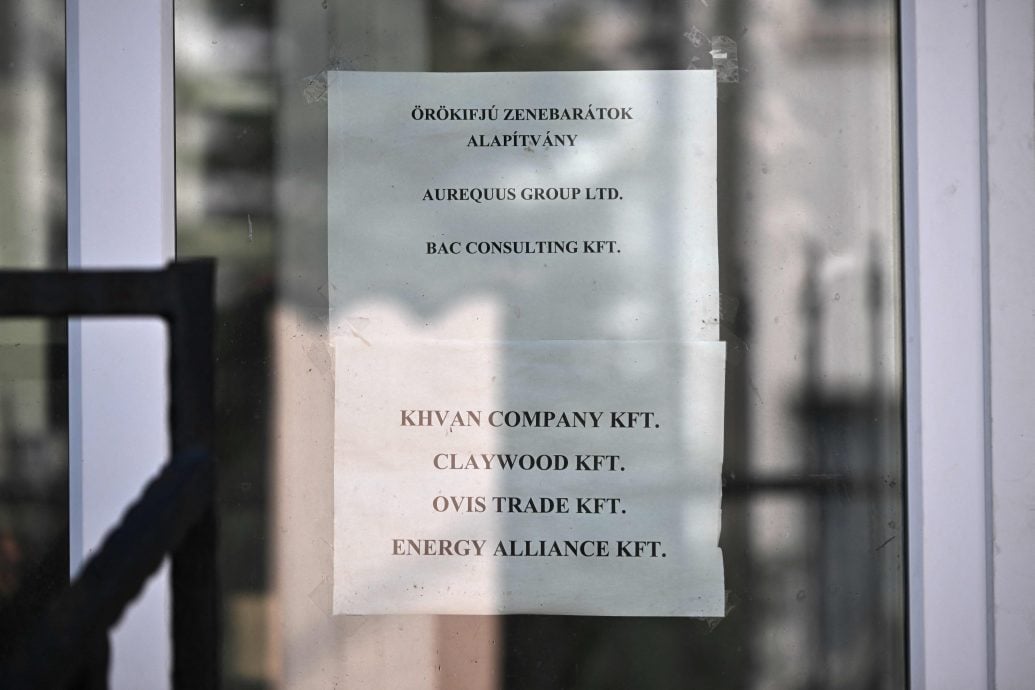 ÖRÖKIFJÚ ZENEBARÁTOK
ALAPÍTVÁNY
AUREQUUS GROUP LTD.
BAC CONSULTING KFT.
KHVAN COMPANY KFT.
CLAYWOOD KFT.
OVIS TRADE KFT.
ENERGY ALLIANCE KFT.